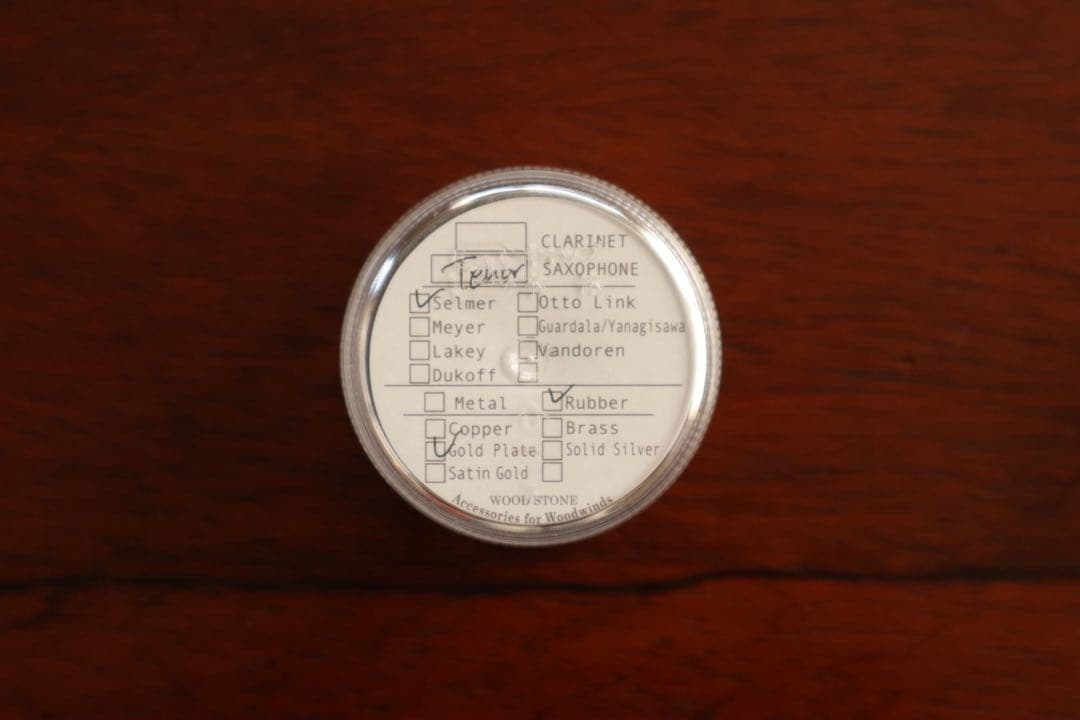 CLARINET
Tenor SAXOPHONE
Selmer Otto Link
Meyer Guardala/Yanagisawa
Lakey Vandoren
Dukoff
Metal Rubber
Copper Brass
Gold Plate Solid Silver
Satin Gold
WOOD STONE
Accessories for Woodwinds